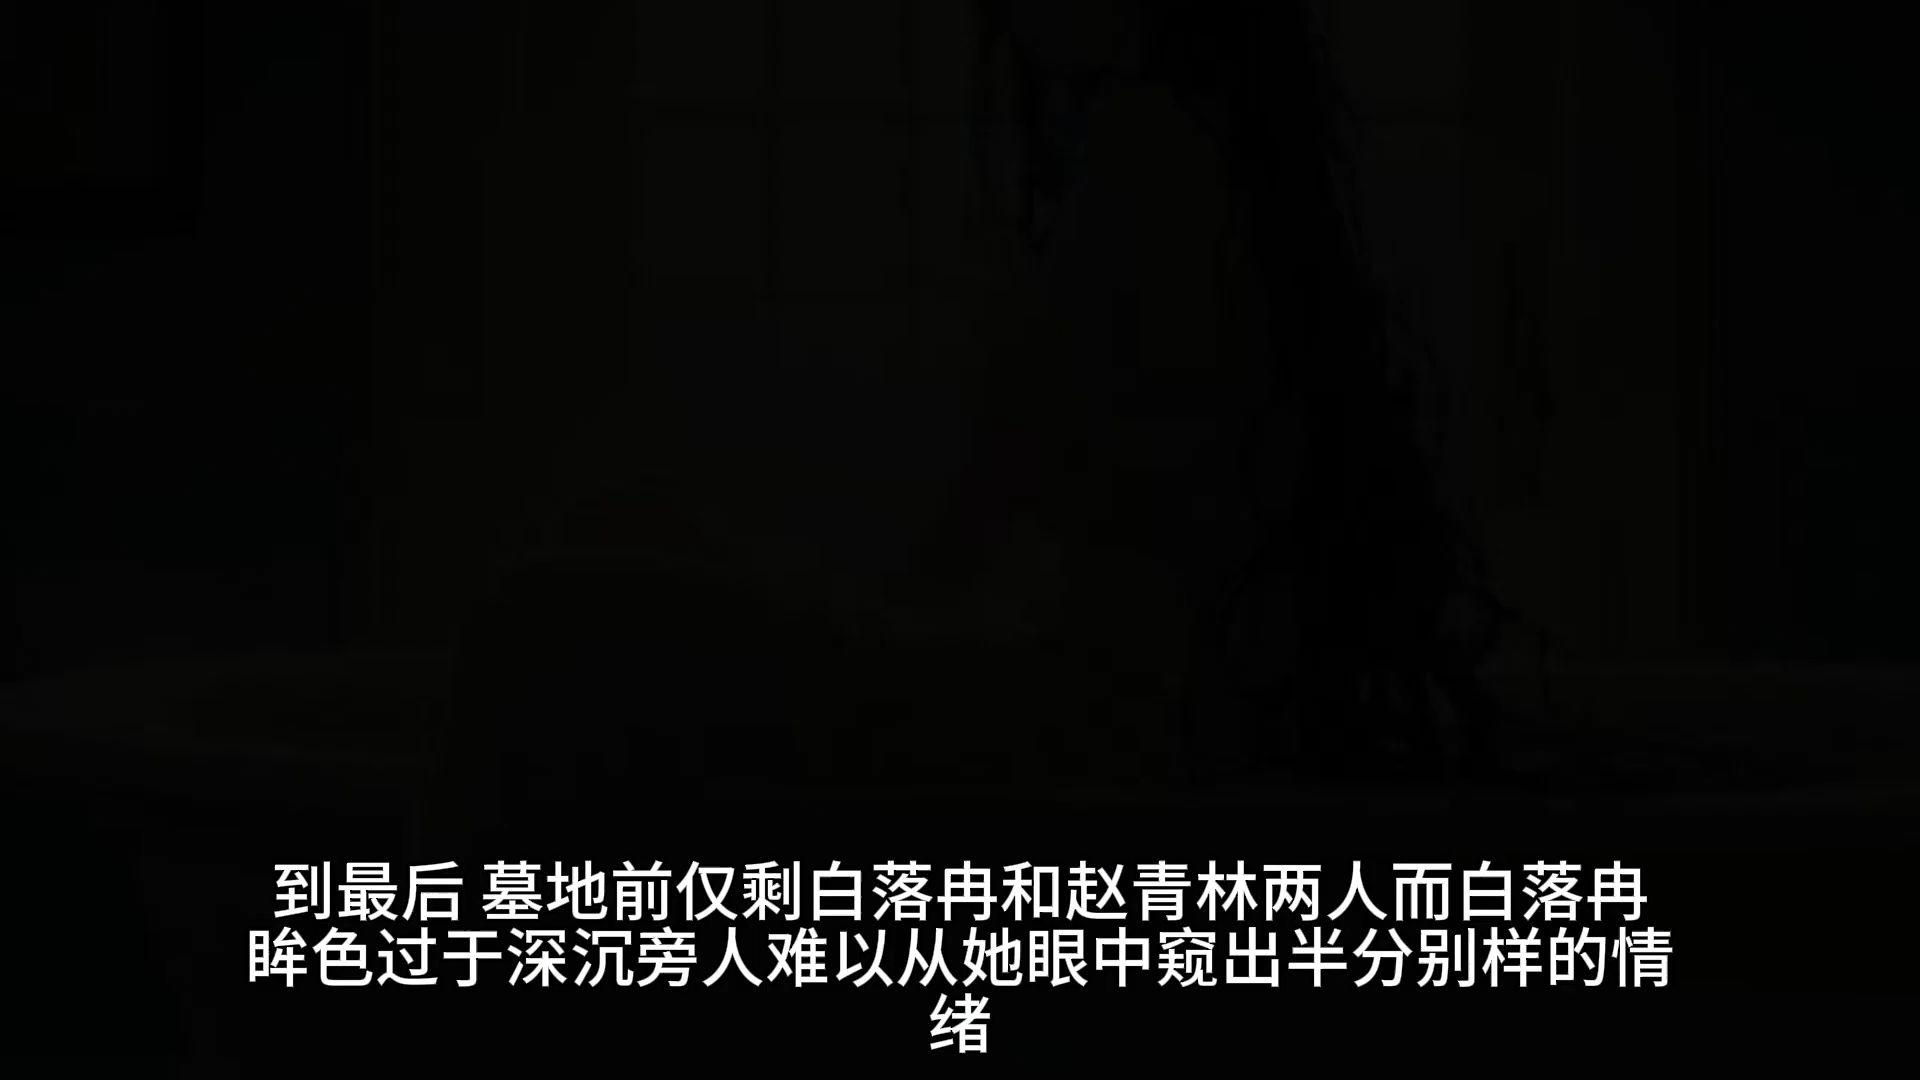 到最后 墓地前仅剩白落冉和赵青林两人而白落冉
眸色过于深沉旁人难以从她眼中窥出半分别样的情
绪